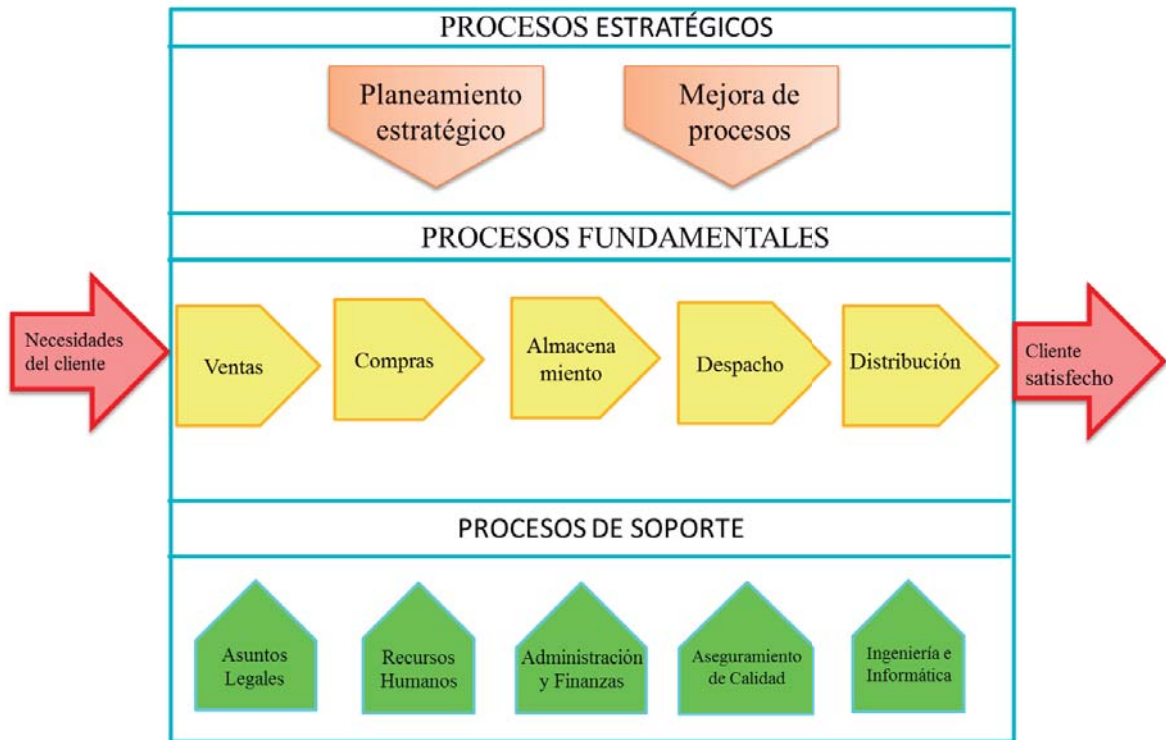 PROCESOS ESTRATÉGICOS
Planeamiento
estratégico
Mejora de
procesos
PROCESOS FUNDAMENTALES
Necesidades
del cliente
Ventas
Compras
Almacena
miento
Despacho
Distribución
Cliente
satisfecho
PROCESOS DE SOPORTE
Asuntos
Legales
Recursos
Humanos
Administración
y Finanzas
Aseguramiento
de Calidad
Ingeniería e
Informática